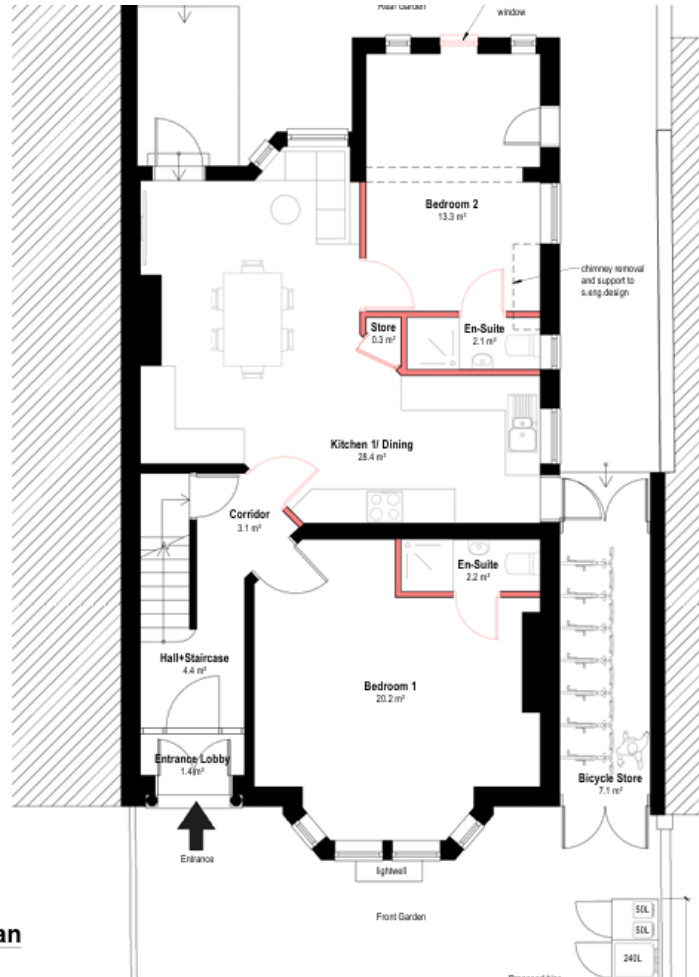 Rear Garden
window
Bedroom 2
13.3 m²
chimney removal
and support to
s.eng.design
Store
0.3 m²
En-Suite
2.1 m²
Kitchen 1/ Dining
28.4 m²
Corridor
3.1 m²
En-Suite
2.2 m²
Hall+Staircase
4.4 m²
Bedroom 1
20.2 m²
Entrance Lobby
1.4 m²
Bicycle Store
7.1 m²
Entrance
lightwell
Front Garden
50L
50L
240L
an